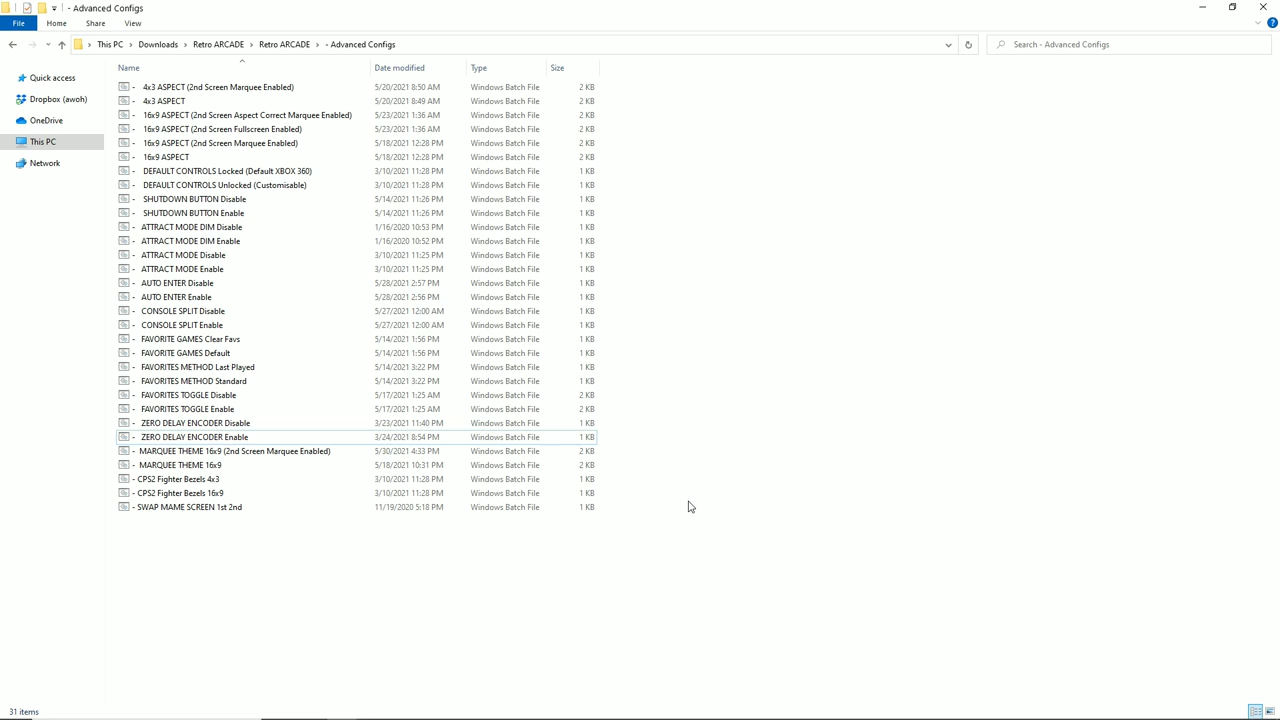 - Advanced Configs
File Home Share View
This PC Downloads Retro ARCADE Retro ARCADE - Advanced Configs Search - Advanced Configs
Name Date modified Type Size
Quick access
Dropbox (awoh)
OneDrive
This PC
Network
- 4x3 ASPECT (2nd Screen Marquee Enabled) 5/20/2021 8:50 AM Windows Batch File 2 KB
- 4x3 ASPECT 5/20/2021 8:49 AM Windows Batch File 2 KB
- 16x9 ASPECT (2nd Screen Aspect Correct Marquee Enabled) 5/23/2021 1:36 AM Windows Batch File 2 KB
- 16x9 ASPECT (2nd Screen Fullscreen Enabled) 5/23/2021 1:36 AM Windows Batch File 2 KB
- 16x9 ASPECT (2nd Screen Marquee Enabled) 5/18/2021 12:28 PM Windows Batch File 2 KB
- 16x9 ASPECT 5/18/2021 12:28 PM Windows Batch File 2 KB
- DEFAULT CONTROLS Locked (Default XBOX 360) 3/10/2021 11:28 PM Windows Batch File 1 KB
- DEFAULT CONTROLS Unlocked (Customisable) 3/10/2021 11:28 PM Windows Batch File 1 KB
- SHUTDOWN BUTTON Disable 5/14/2021 11:26 PM Windows Batch File 1 KB
- SHUTDOWN BUTTON Enable 5/14/2021 11:26 PM Windows Batch File 1 KB
- ATTRACT MODE DIM Disable 1/16/2020 10:53 PM Windows Batch File 1 KB
- ATTRACT MODE DIM Enable 1/16/2020 10:52 PM Windows Batch File 1 KB
- ATTRACT MODE Disable 3/10/2021 11:25 PM Windows Batch File 1 KB
- ATTRACT MODE Enable 3/10/2021 11:25 PM Windows Batch File 1 KB
- AUTO ENTER Disable 5/28/2021 2:57 PM Windows Batch File 1 KB
- AUTO ENTER Enable 5/28/2021 2:56 PM Windows Batch File 1 KB
- CONSOLE SPLIT Disable 5/27/2021 12:00 AM Windows Batch File 1 KB
- CONSOLE SPLIT Enable 5/27/2021 12:00 AM Windows Batch File 1 KB
- FAVORITE GAMES Clear Favs 5/14/2021 1:56 PM Windows Batch File 1 KB
- FAVORITE GAMES Default 5/14/2021 1:56 PM Windows Batch File 1 KB
- FAVORITES METHOD Last Played 5/14/2021 3:22 PM Windows Batch File 1 KB
- FAVORITES METHOD Standard 5/14/2021 3:22 PM Windows Batch File 1 KB
- FAVORITES TOGGLE Disable 5/17/2021 1:25 AM Windows Batch File 2 KB
- FAVORITES TOGGLE Enable 5/17/2021 1:25 AM Windows Batch File 2 KB
- ZERO DELAY ENCODER Disable 3/23/2021 11:40 PM Windows Batch File 1 KB
- ZERO DELAY ENCODER Enable 3/24/2021 8:54 PM Windows Batch File 1 KB
- MARQUEE THEME 16x9 (2nd Screen Marquee Enabled) 5/30/2021 4:33 PM Windows Batch File 2 KB
- MARQUEE THEME 16x9 5/18/2021 10:31 PM Windows Batch File 2 KB
- CPS2 Fighter Bezels 4x3 3/10/2021 11:28 PM Windows Batch File 1 KB
- CPS2 Fighter Bezels 16x9 3/10/2021 11:28 PM Windows Batch File 1 KB
- SWAP MAME SCREEN 1st 2nd 11/19/2020 5:18 PM Windows Batch File 1 KB
31 items